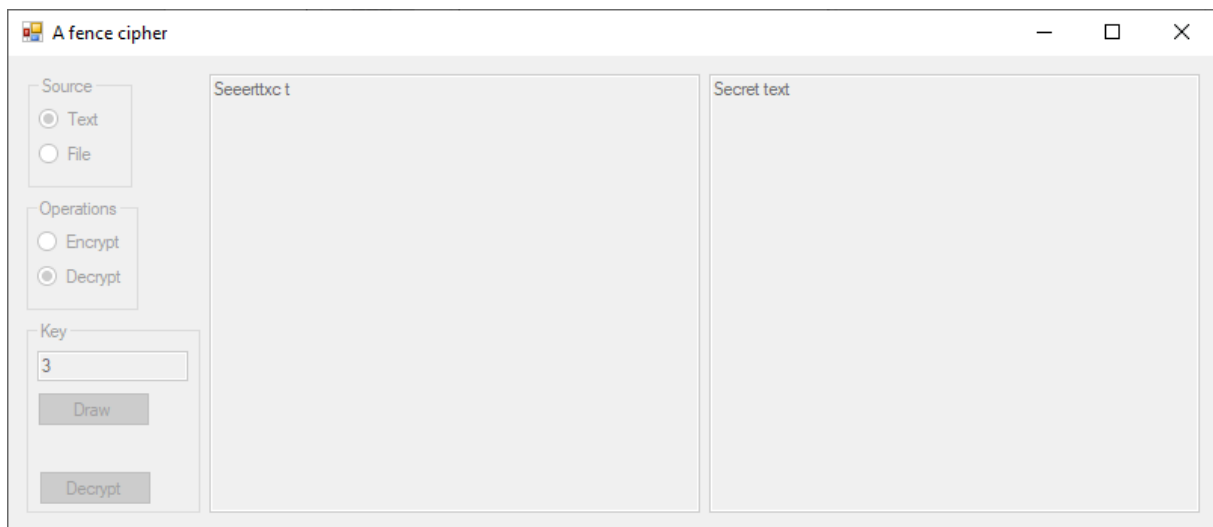 A fence cipher
Source
Text
File
Operations
Encrypt
Decrypt
Key
3
Draw
Decrypt
Seeerttxc t
Secret text